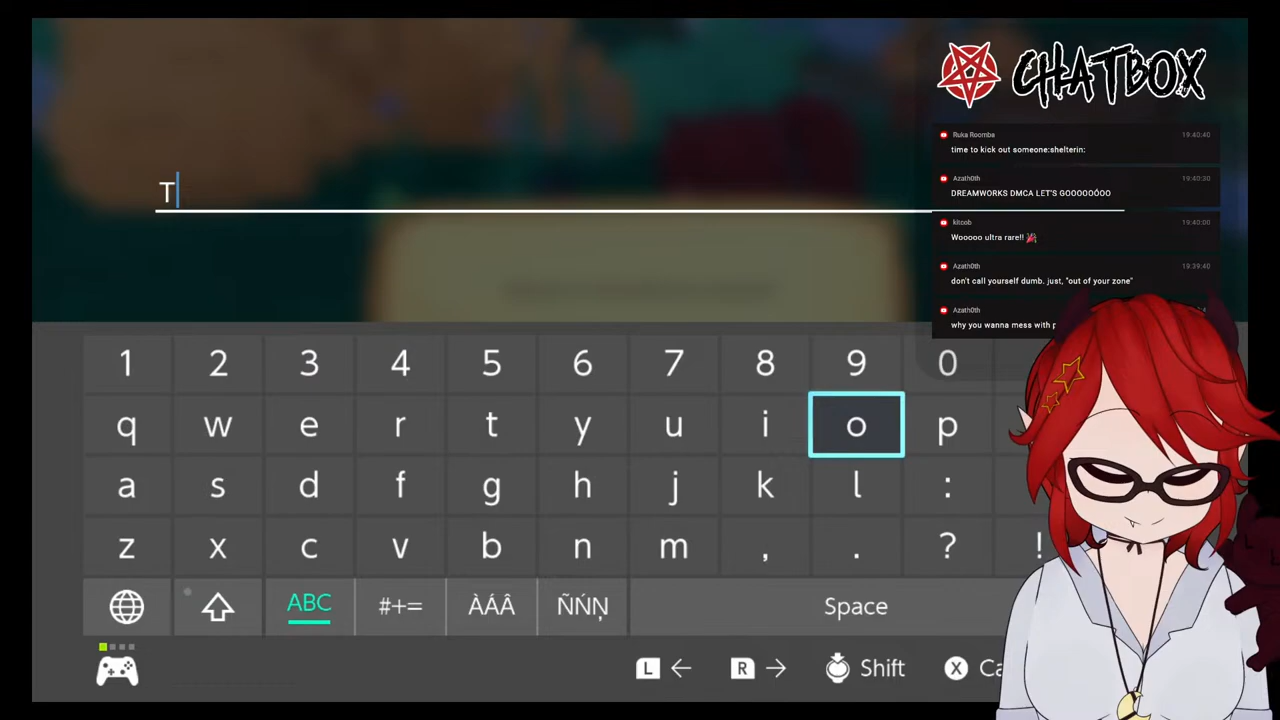 CHATBOX
Ruka Roomba 19:40:40
time to kick out someone:shelterin:
Azath0th 19:40:30
DREAMWORKS DMCA LET'S GOOOOOÓOO
kitoob 19:40:00
Wooooo ultra rare!! 🎉
Azath0th 19:39:40
don't call yourself dumb. just, "out of your zone"
Azath0th
why you wanna mess with
T
1 2 3 4 5 6 7 8 9 0
q w e r t y u i o p
a s d f g h j k l :
z x c v b n m , . ? !
ABC #+= ÀÁÂ ÑŃŅ Space
L ← R → Shift X